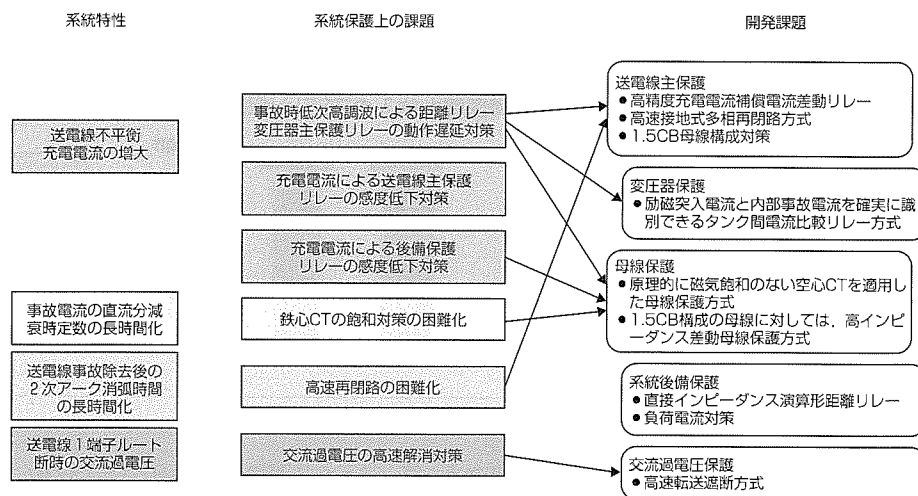 系統特性
系統保護上の課題
開発課題
送電線不平衡
充電電流の増大
事故電流の直流分減
衰時定数の長時間化
送電線事故除去後の
2次アーク消弧時間
の長時間化
送電線1端子ルート
断時の交流過電圧
事故時低次高調波による距離リレー
変圧器主保護リレーの動作遅延対策
充電電流による送電線主保護
リレーの感度低下対策
充電電流による後備保護
リレーの感度低下対策
鉄心CTの飽和対策の困難化
高速再閉路の困難化
交流過電圧の高速解消対策
送電線主保護
●高精度充電電流補償電流差動リレー
●高速接地式多相再閉路方式
●1.5CB母線構成対策
変圧器保護
●励磁突入電流と内部事故電流を確実に識
別できるタンク間電流比較リレー方式
母線保護
●原理的に磁気飽和のない空心CTを適用し
た母線保護方式
●1.5CB構成の母線に対しては,高インピ
ーダンス差動母線保護方式
系統後備保護
●直接インピーダンス演算形距離リレー
●負荷電流対策
交流過電圧保護
●高速転送遮断方式